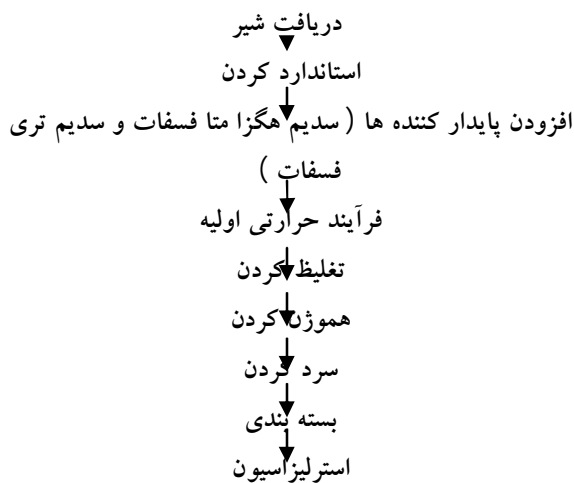 دریافت شیر
استاندارد کردن
افزودن پایدار کننده ها ( سدیم هگزا متا فسفات و سدیم تری
فسفات )
فرآیند حرارتی اولیه
تغلیظ کردن
هموژن کردن
سرد کردن
بسته بندی
استرلیزاسیون